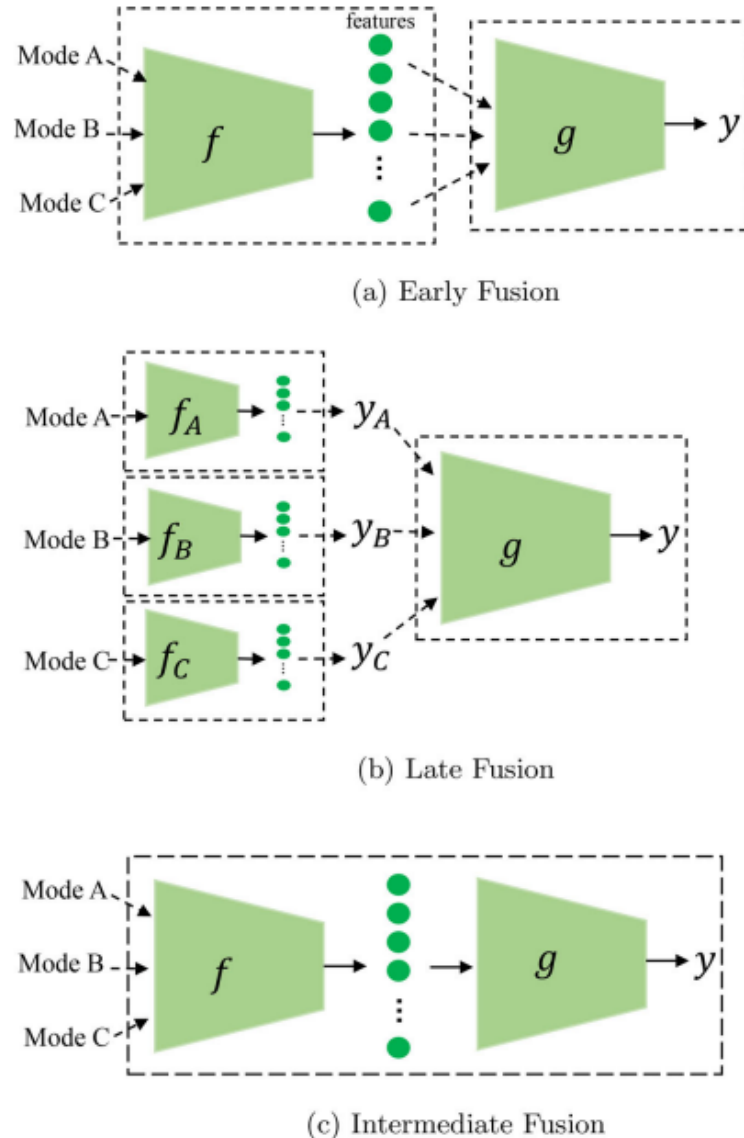 features
Mode A
Mode B
Mode C
f
g
y
(a) Early Fusion
Mode A
f_A
y_A
Mode B
f_B
y_B
g
y
Mode C
f_C
y_C
(b) Late Fusion
Mode A
Mode B
Mode C
f
g
y
(c) Intermediate Fusion